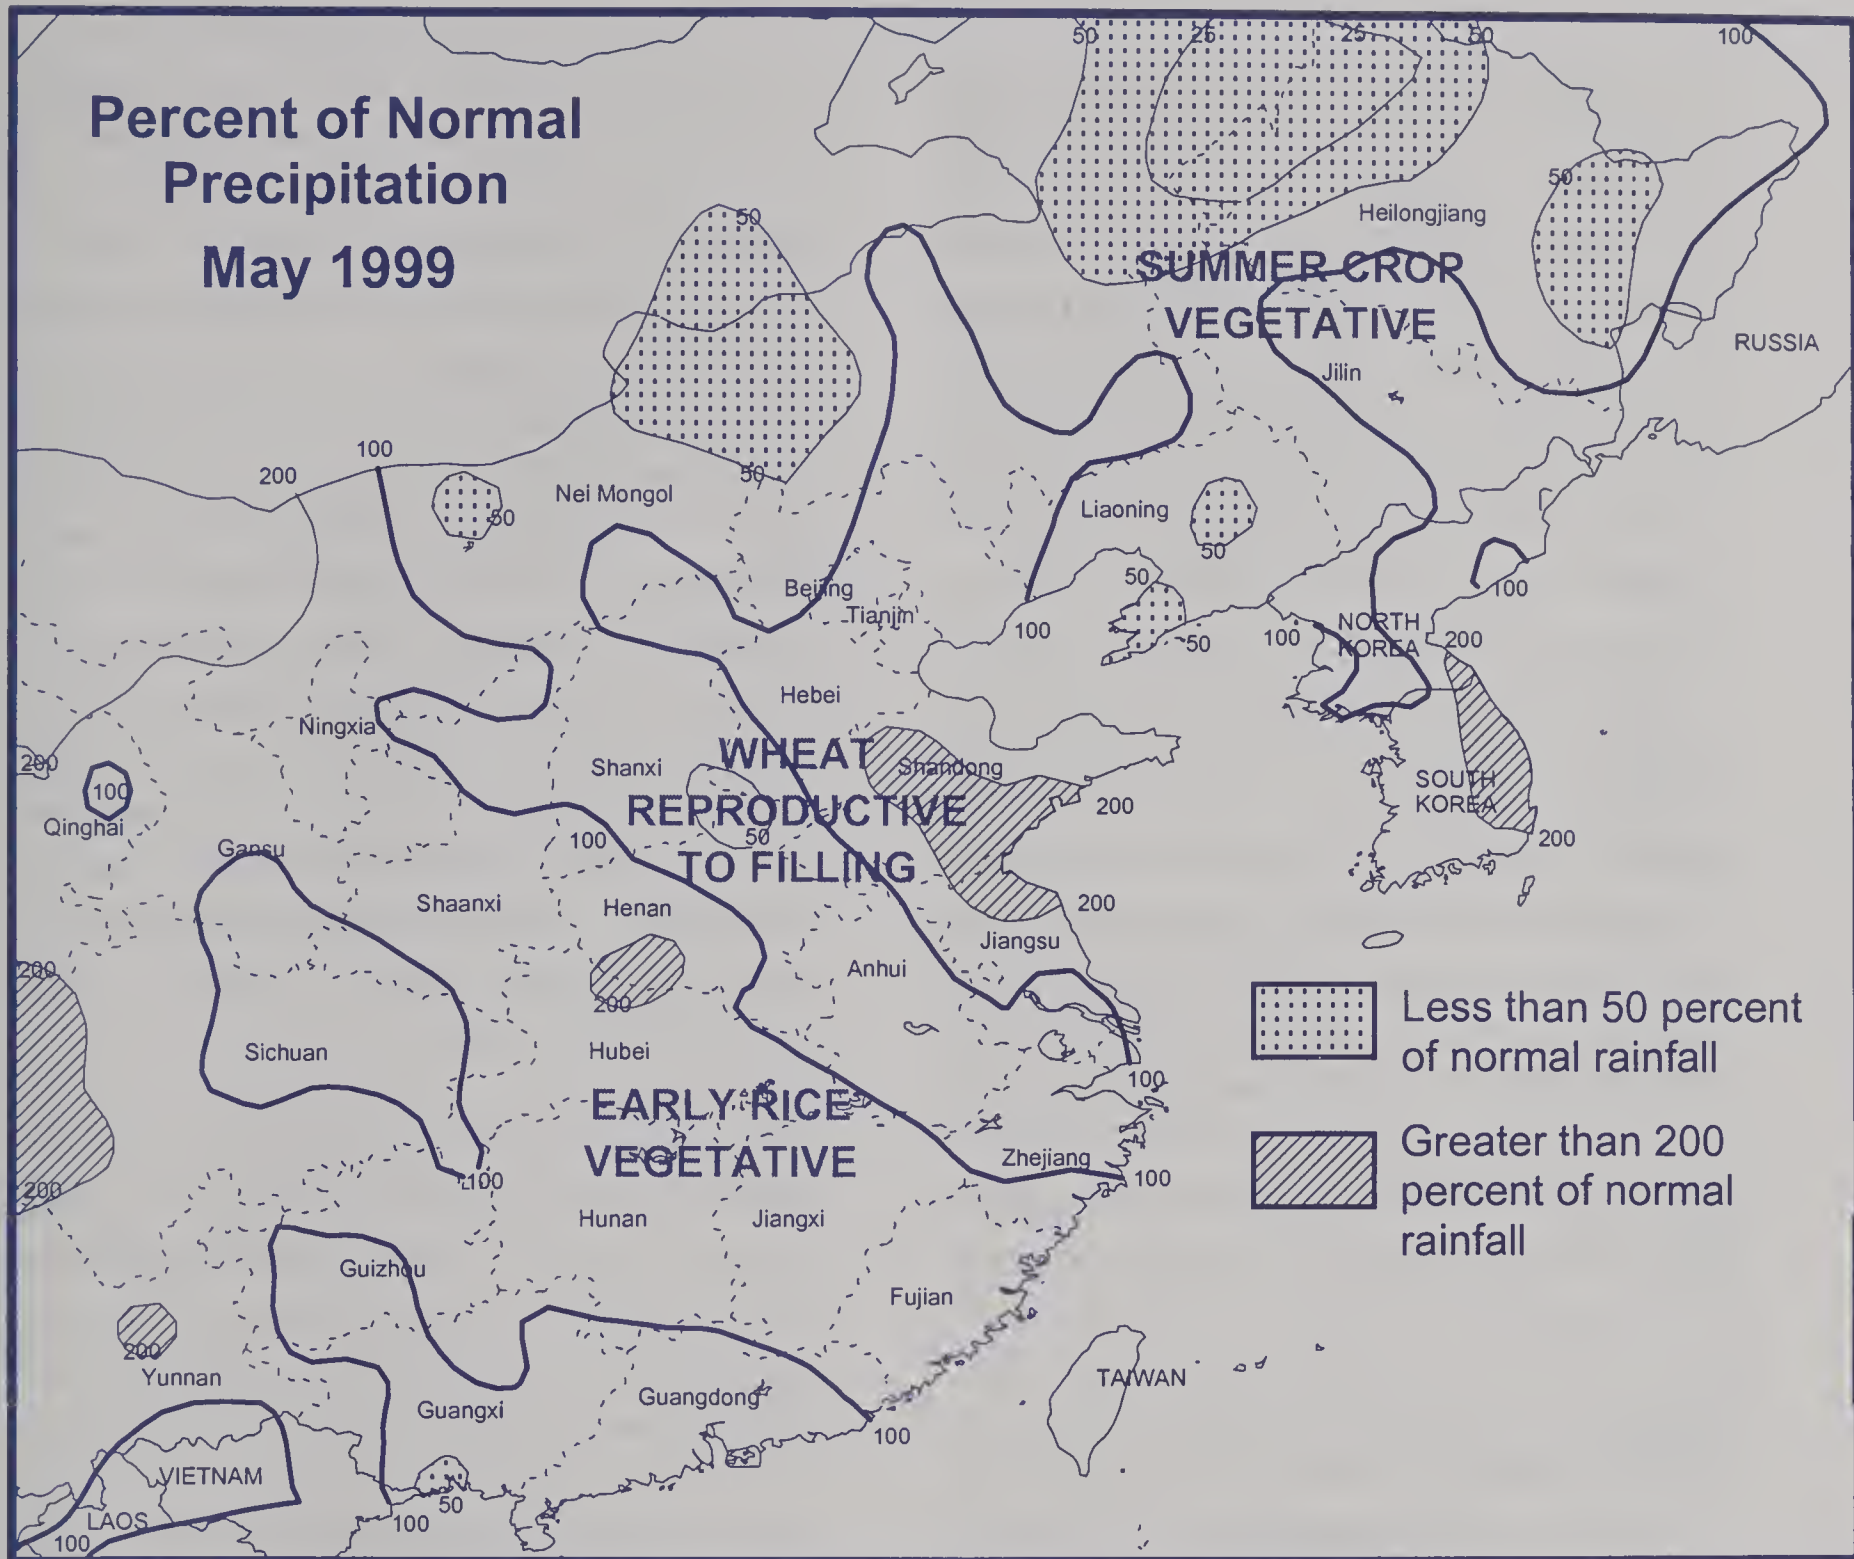 50
25
25
50
100
Percent of Normal
Precipitation
May 1999
50
50
Heilongjiang
SUMMER CROP
VEGETATIVE
RUSSIA
Jilin
100
200
50
Nei Mongol
50
Liaoning
50
50
Beijing
Tianjin
100
50
100
NORTH
KOREA
200
100
Hebei
Ningxia
200
100
Qinghai
Shanxi
WHEAT
REPRODUCTIVE
TO FILLING
Shandong
200
SOUTH
KOREA
200
50
100
Gansu
Shaanxi
Henan
200
Jiangsu
Anhui
200
200
Less than 50 percent
of normal rainfall
Sichuan
Hubei
100
EARLY RICE
VEGETATIVE
Greater than 200
percent of normal
rainfall
Zhejiang
100
100
200
Hunan
Jiangxi
Guizhou
Fujian
200
Yunnan
Guangxi
Guangdong
100
TAIWAN
VIETNAM
LAOS
50
100
100